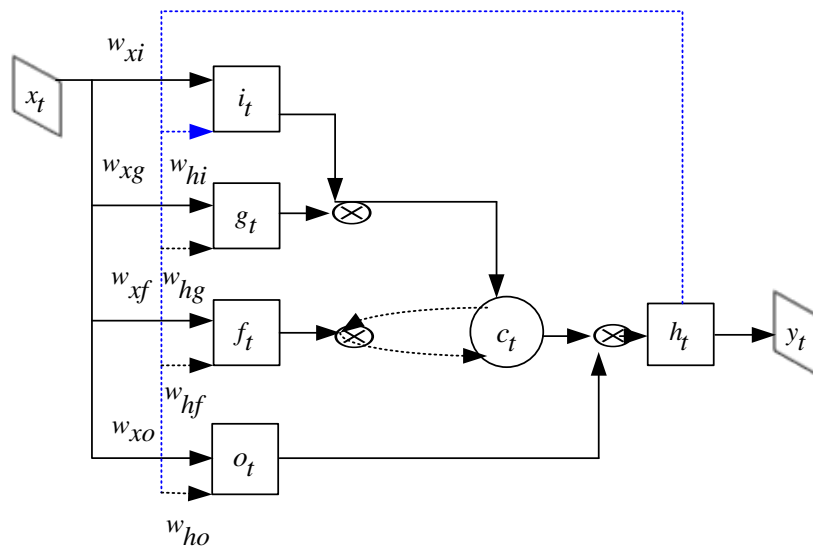 w_xi
x_t
i_t
w_xg
w_hi
g_t
w_xf
w_hg
f_t
c_t
h_t
y_t
w_hf
w_xo
o_t
w_ho